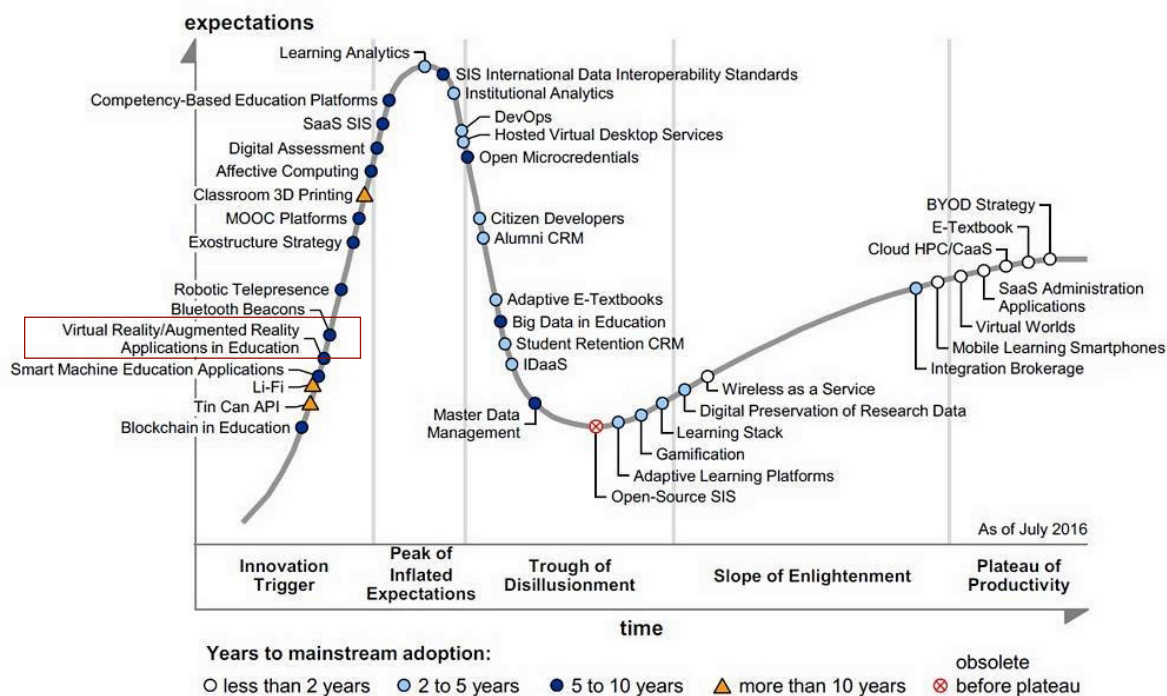 expectations
Learning Analytics
SIS International Data Interoperability Standards
Institutional Analytics
Competency-Based Education Platforms
DevOps
SaaS SIS
Hosted Virtual Desktop Services
Digital Assessment
Open Microcredentials
Affective Computing
Classroom 3D Printing
MOOC Platforms
Citizen Developers
Exostructure Strategy
Alumni CRM
BYOD Strategy
E-Textbook
Cloud HPC/CaaS
Robotic Telepresence
SaaS Administration
Applications
Bluetooth Beacons
Adaptive E-Textbooks
Virtual Reality/Augmented Reality
Applications in Education
Big Data in Education
Virtual Worlds
Student Retention CRM
Mobile Learning Smartphones
Smart Machine Education Applications
IDaaS
Integration Brokerage
Li-Fi
Wireless as a Service
Tin Can API
Master Data
Management
Digital Preservation of Research Data
Blockchain in Education
Learning Stack
Gamification
Adaptive Learning Platforms
Open-Source SIS
As of July 2016
Innovation
Trigger
Peak of
Inflated
Expectations
Trough of
Disillusionment
Slope of Enlightenment
Plateau of
Productivity
time
Years to mainstream adoption:
less than 2 years
2 to 5 years
5 to 10 years
more than 10 years
obsolete
before plateau